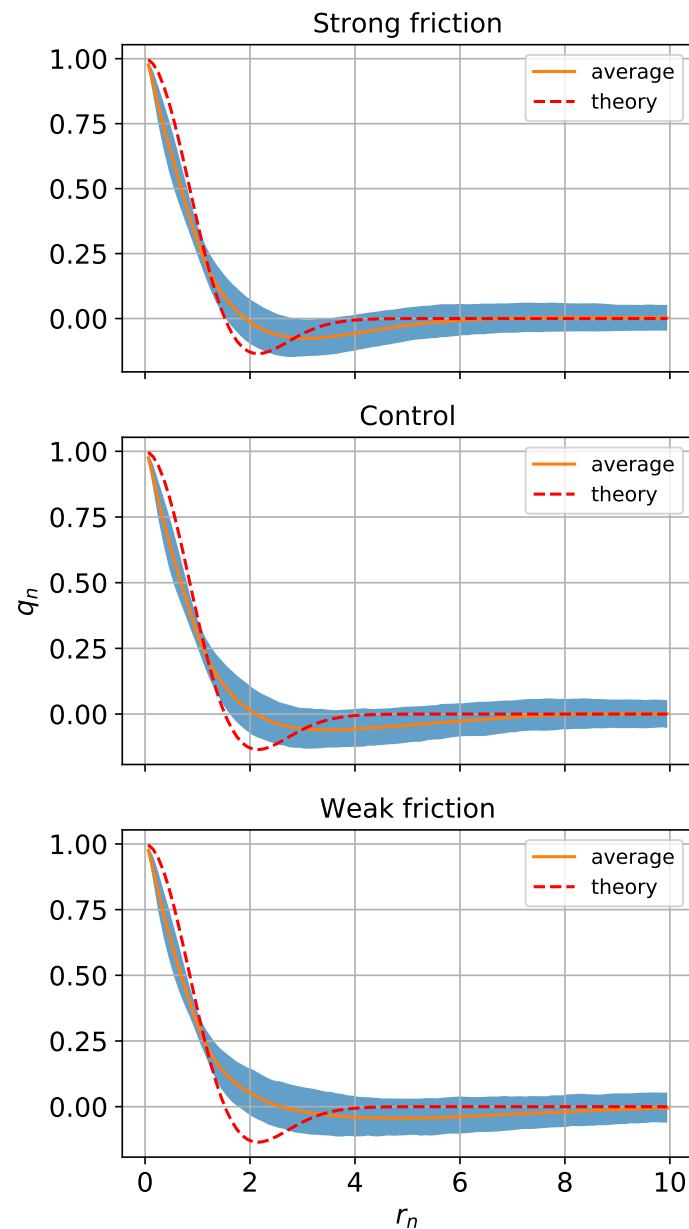 Strong friction
1.00
0.75
0.50
0.25
0.00
average
theory
Control
1.00
0.75
0.50
0.25
0.00
average
theory
q_n
Weak friction
1.00
0.75
0.50
0.25
0.00
average
theory
0 2 4 6 8 10
r_n